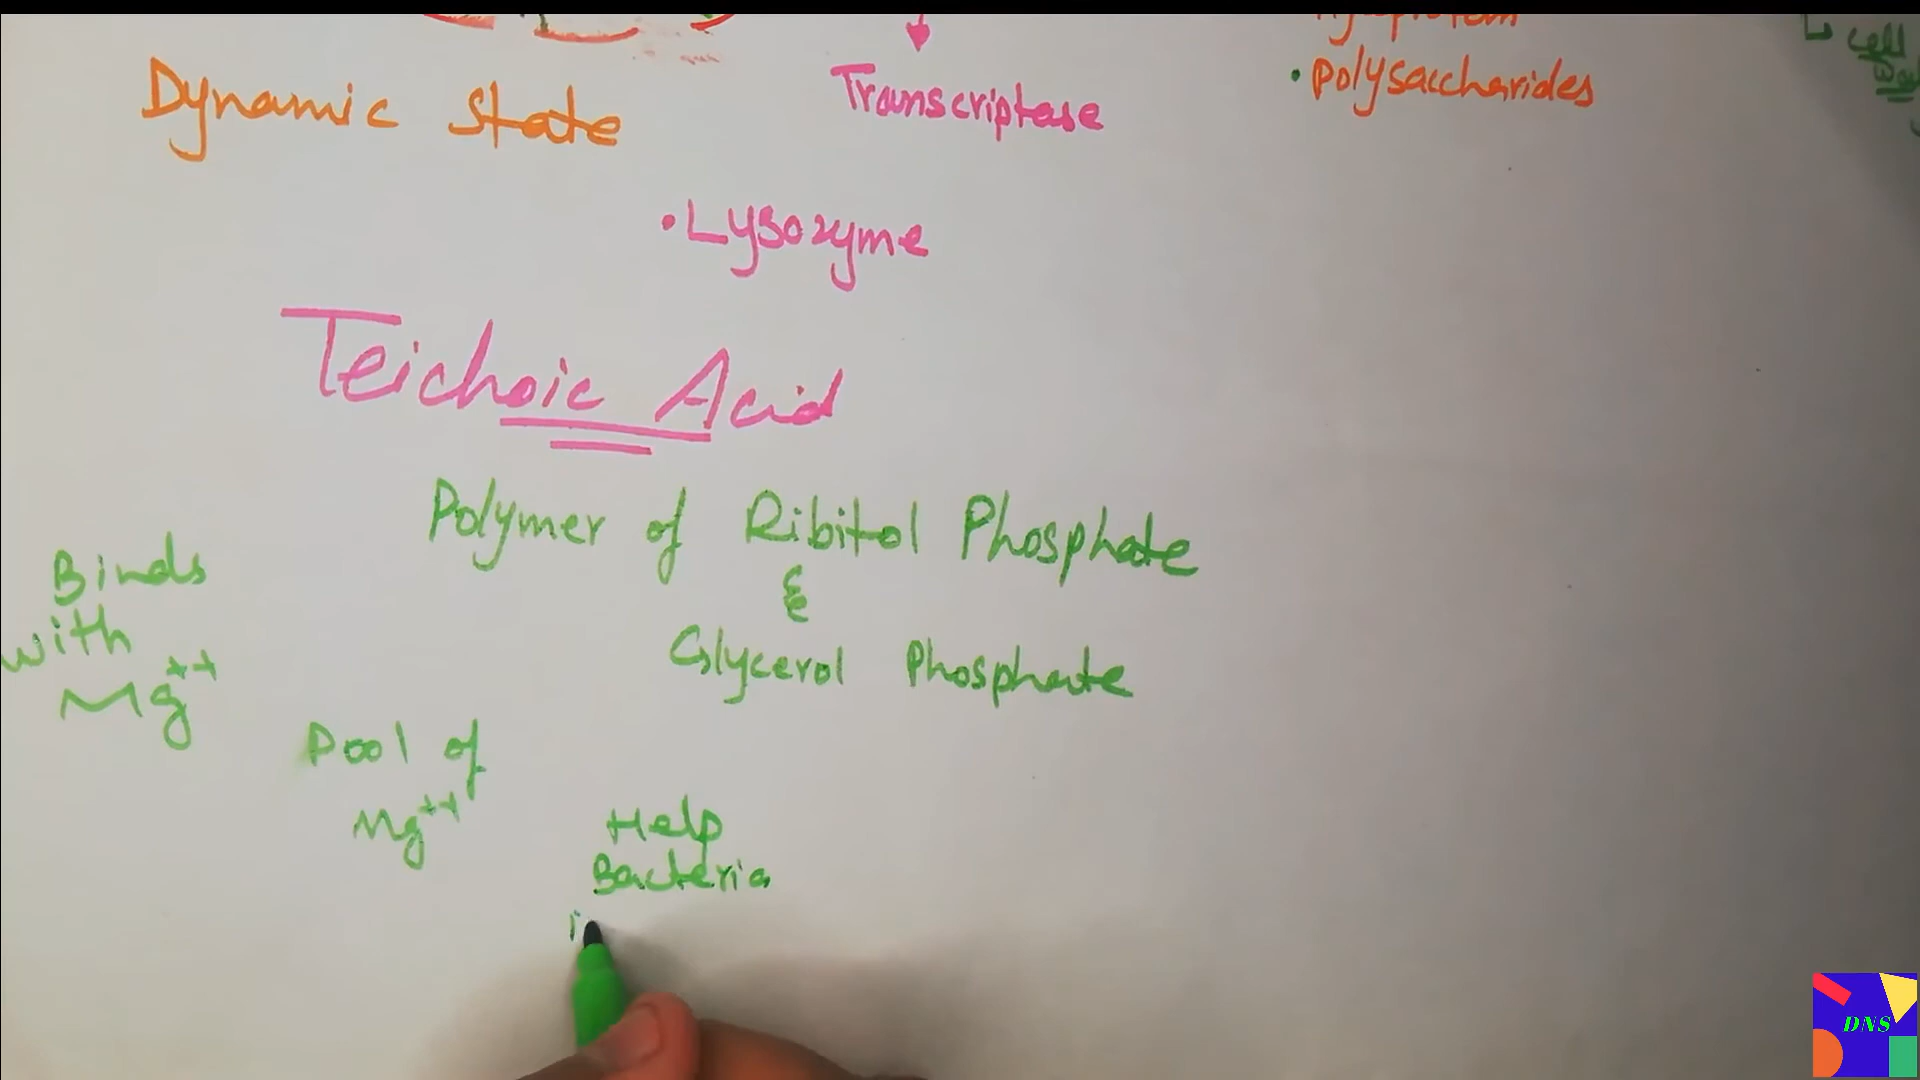 Dynamic State
Transcriptase
• Polysaccharides
cell
• Lysozyme
Teichoic Acid
Polymer of Ribitol Phosphate
&
Glycerol Phosphate
Binds
with
Mg++
Pool of
Mg++
Help
Bacteria
i
DNS